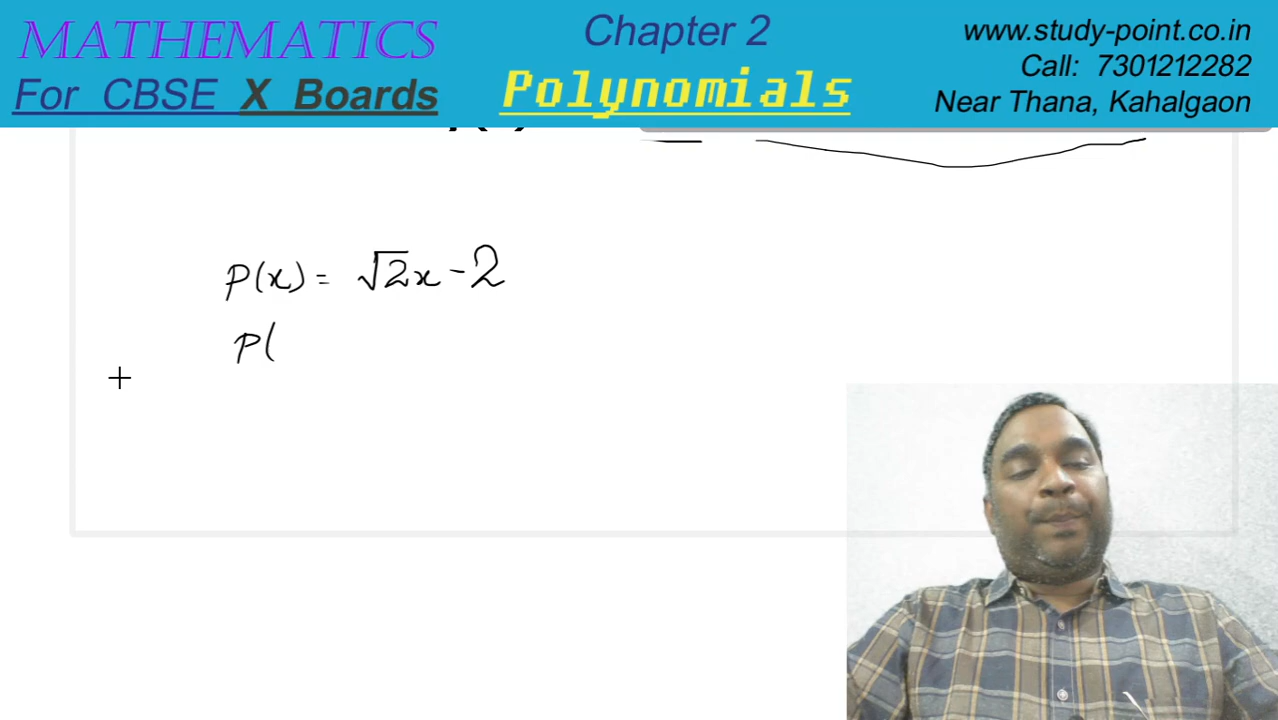 MATHEMATICS
For CBSE X Boards
Chapter 2
Polynomials
www.study-point.co.in
Call: 7301212282
Near Thana, Kahalgaon
p(x) = √2x - 2
p(